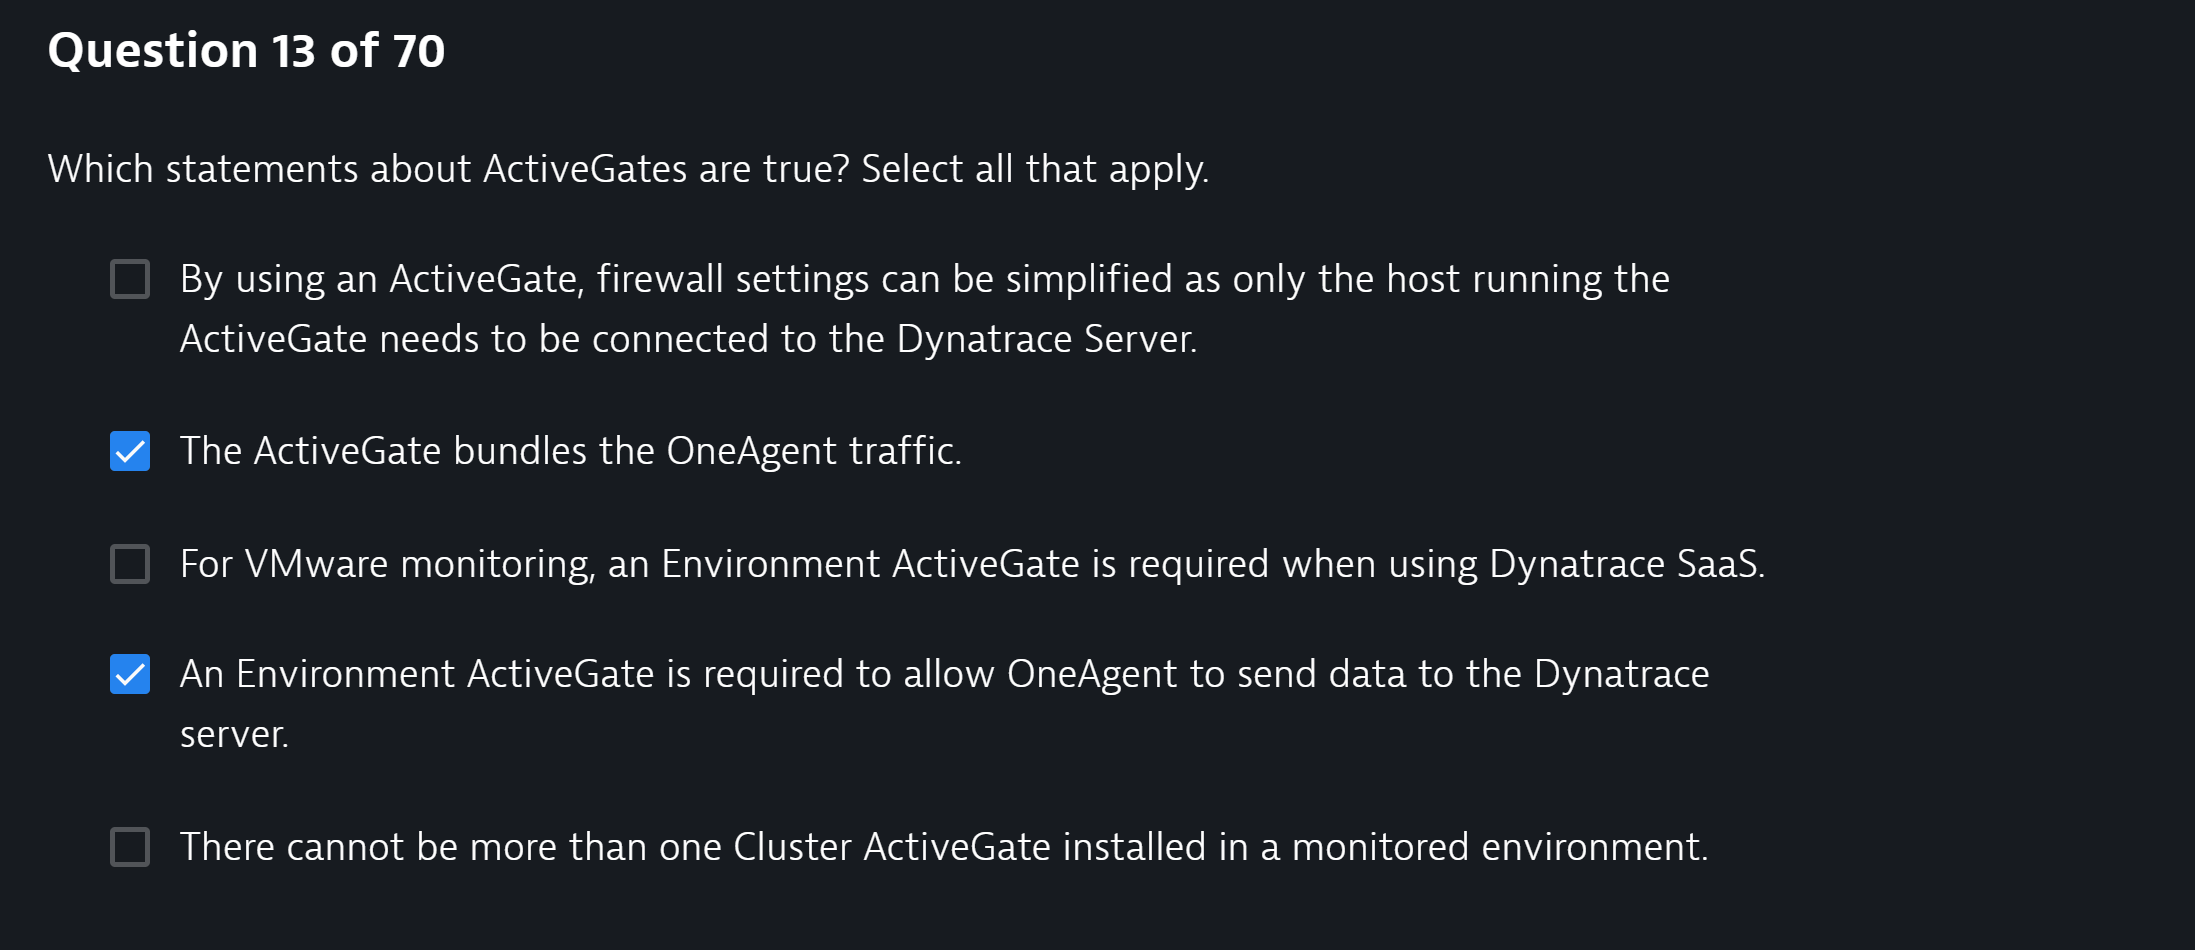 Question 13 of 70
Which statements about ActiveGates are true? Select all that apply.
By using an ActiveGate, firewall settings can be simplified as only the host running the
ActiveGate needs to be connected to the Dynatrace Server.
The ActiveGate bundles the OneAgent traffic.
For VMware monitoring, an Environment ActiveGate is required when using Dynatrace SaaS.
An Environment ActiveGate is required to allow OneAgent to send data to the Dynatrace
server.
There cannot be more than one Cluster ActiveGate installed in a monitored environment.